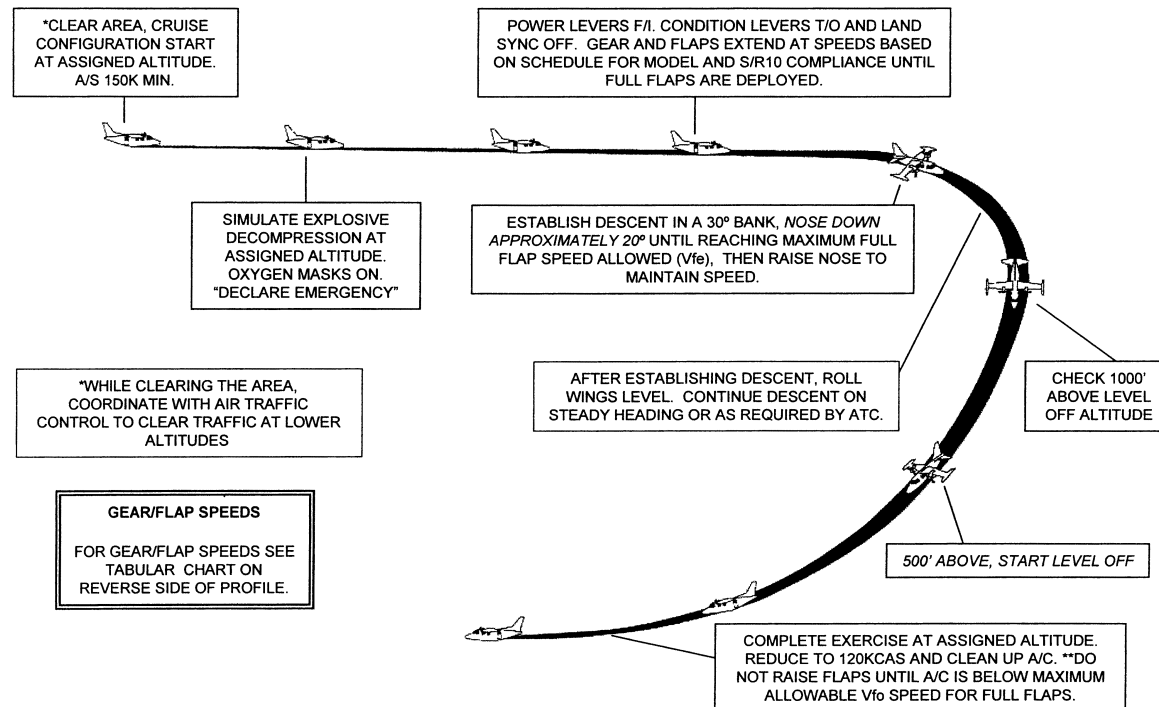 *CLEAR AREA, CRUISE
CONFIGURATION START
AT ASSIGNED ALTITUDE.
A/S 150K MIN.
POWER LEVERS F/I. CONDITION LEVERS T/O AND LAND
SYNC OFF. GEAR AND FLAPS EXTEND AT SPEEDS BASED
ON SCHEDULE FOR MODEL AND S/R10 COMPLIANCE UNTIL
FULL FLAPS ARE DEPLOYED.
SIMULATE EXPLOSIVE
DECOMPRESSION AT
ASSIGNED ALTITUDE.
OXYGEN MASKS ON.
“DECLARE EMERGENCY”
ESTABLISH DESCENT IN A 30º BANK, NOSE DOWN
APPROXIMATELY 20º UNTIL REACHING MAXIMUM FULL
FLAP SPEED ALLOWED (Vfe), THEN RAISE NOSE TO
MAINTAIN SPEED.
AFTER ESTABLISHING DESCENT, ROLL
WINGS LEVEL. CONTINUE DESCENT ON
STEADY HEADING OR AS REQUIRED BY ATC.
CHECK 1000'
ABOVE LEVEL
OFF ALTITUDE
*WHILE CLEARING THE AREA,
COORDINATE WITH AIR TRAFFIC
CONTROL TO CLEAR TRAFFIC AT LOWER
ALTITUDES
GEAR/FLAP SPEEDS
FOR GEAR/FLAP SPEEDS SEE
TABULAR CHART ON
REVERSE SIDE OF PROFILE.
500' ABOVE, START LEVEL OFF
COMPLETE EXERCISE AT ASSIGNED ALTITUDE.
REDUCE TO 120KCAS AND CLEAN UP A/C. **DO
NOT RAISE FLAPS UNTIL A/C IS BELOW MAXIMUM
ALLOWABLE Vfo SPEED FOR FULL FLAPS.